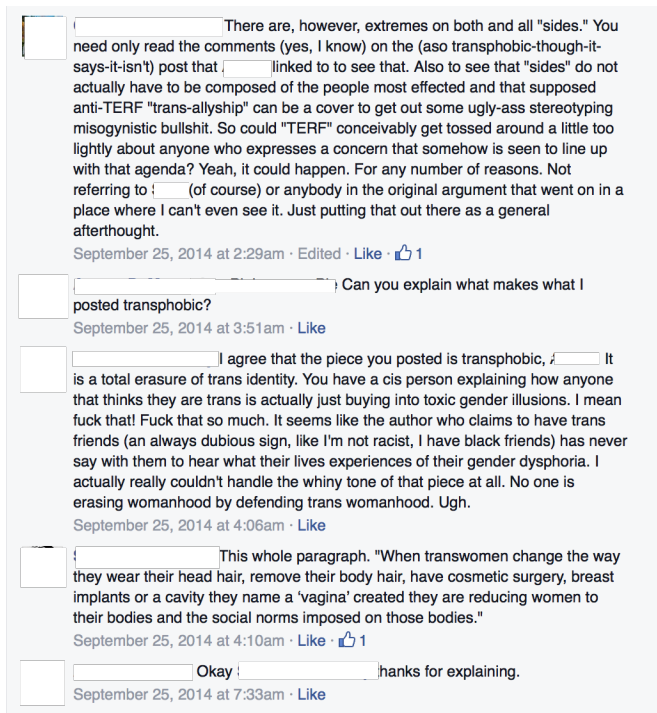 There are, however, extremes on both and all "sides." You
need only read the comments (yes, I know) on the (aso transphobic-though-it-
says-it-isn't) post that linked to to see that. Also to see that "sides" do not
actually have to be composed of the people most effected and that supposed
anti-TERF "trans-allyship" can be a cover to get out some ugly-ass stereotyping
misogynistic bullshit. So could "TERF" conceivably get tossed around a little too
lightly about anyone who expresses a concern that somehow is seen to line up
with that agenda? Yeah, it could happen. For any number of reasons. Not
referring to (of course) or anybody in the original argument that went on in a
place where I can't even see it. Just putting that out there as a general
afterthought.
September 25, 2014 at 2:29am · Edited · Like · 1
Can you explain what makes what I
posted transphobic?
September 25, 2014 at 3:51am · Like
I agree that the piece you posted is transphobic, It
is a total erasure of trans identity. You have a cis person explaining how anyone
that thinks they are trans is actually just buying into toxic gender illusions. I mean
fuck that! Fuck that so much. It seems like the author who claims to have trans
friends (an always dubious sign, like I'm not racist, I have black friends) has never
say with them to hear what their lives experiences of their gender dysphoria. I
actually really couldn't handle the whiny tone of that piece at all. No one is
erasing womanhood by defending trans womanhood. Ugh.
September 25, 2014 at 4:06am · Like
This whole paragraph. "When transwomen change the way
they wear their head hair, remove their body hair, have cosmetic surgery, breast
implants or a cavity they name a ‘vagina’ created they are reducing women to
their bodies and the social norms imposed on those bodies."
September 25, 2014 at 4:10am · Like · 1
Okay hanks for explaining.
September 25, 2014 at 7:33am · Like